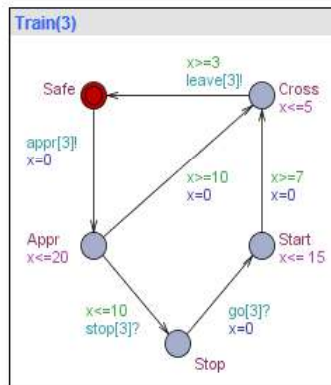 Train(3)
x>=3
Safe
leave[3]!
Cross
x<=5
appr[3]!
x=0
x>=10
x=0
x>=7
x=0
Appr
x<=20
Start
x<= 15
x<=10
stop[3]?
go[3]?
x=0
Stop